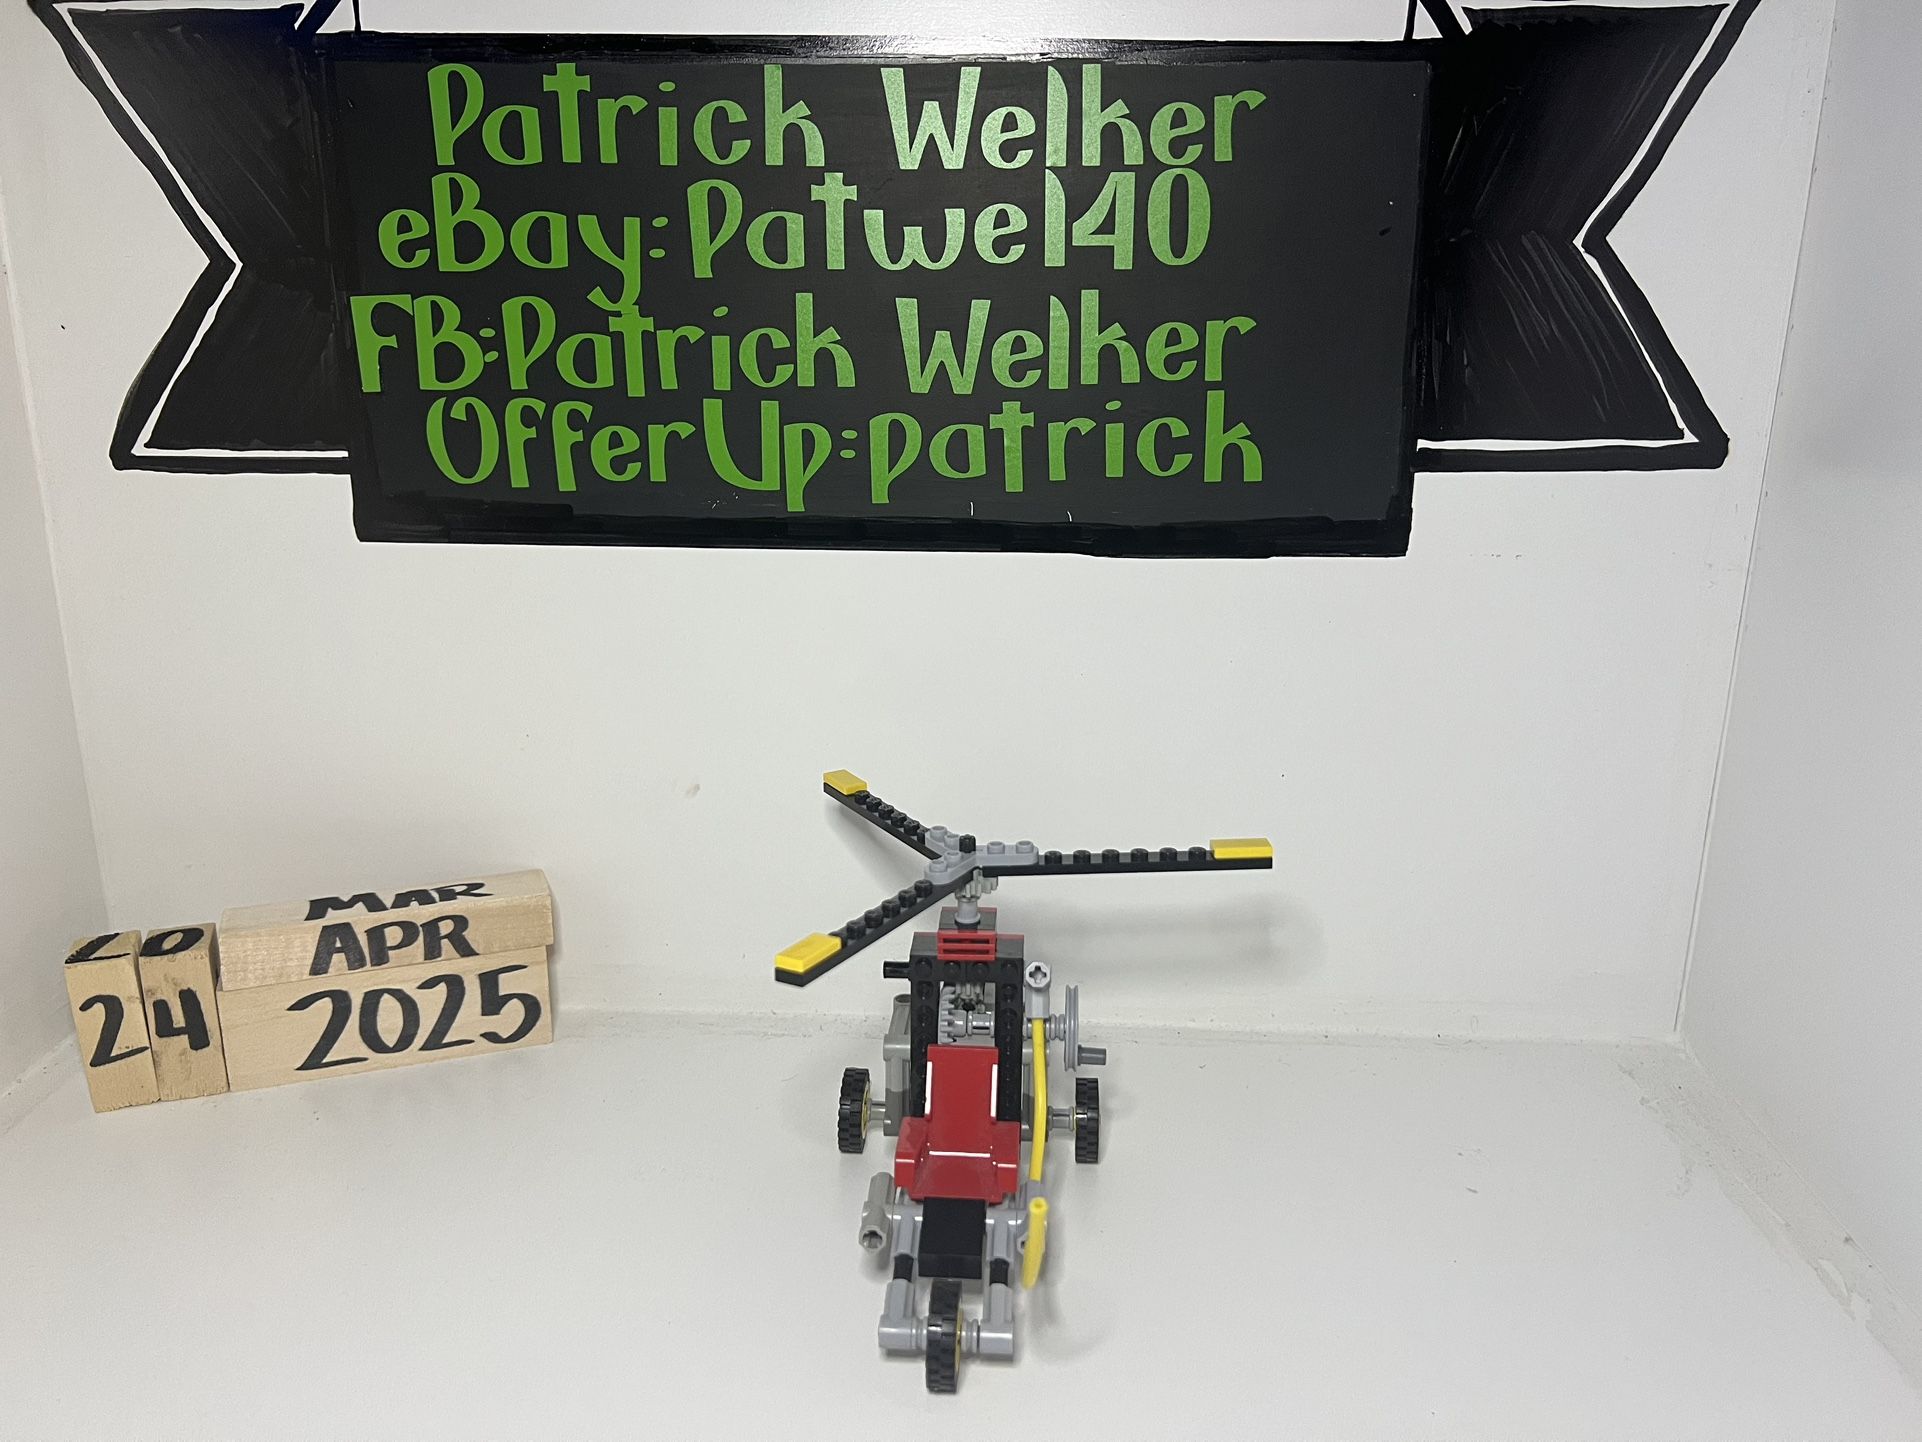 Patrick Welker
eBay:Patwel40
FB:Patrick Welker
OfferUp:patrick
MAR
APR
24 2025